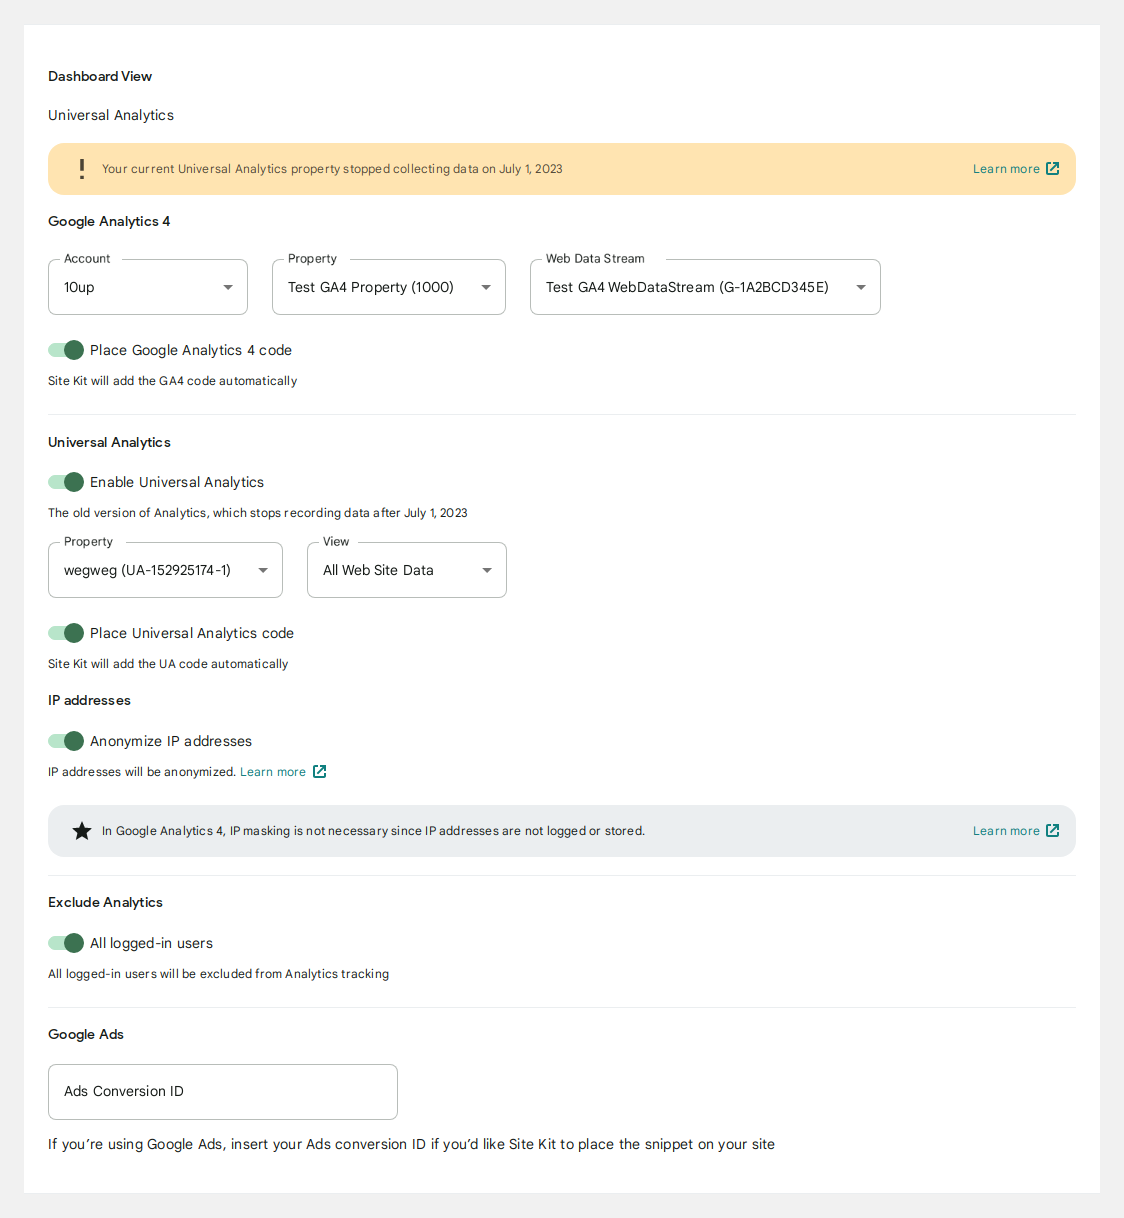 Dashboard View
Universal Analytics
Your current Universal Analytics property stopped collecting data on July 1, 2023 Learn more
Google Analytics 4
Account Property Web Data Stream
10up Test GA4 Property (1000) Test GA4 WebDataStream (G-1A2BCD345E)
Place Google Analytics 4 code
Site Kit will add the GA4 code automatically
Universal Analytics
Enable Universal Analytics
The old version of Analytics, which stops recording data after July 1, 2023
Property View
wegweg (UA-152925174-1) All Web Site Data
Place Universal Analytics code
Site Kit will add the UA code automatically
IP addresses
Anonymize IP addresses
IP addresses will be anonymized. Learn more
In Google Analytics 4, IP masking is not necessary since IP addresses are not logged or stored. Learn more
Exclude Analytics
All logged-in users
All logged-in users will be excluded from Analytics tracking
Google Ads
Ads Conversion ID
If you’re using Google Ads, insert your Ads conversion ID if you’d like Site Kit to place the snippet on your site